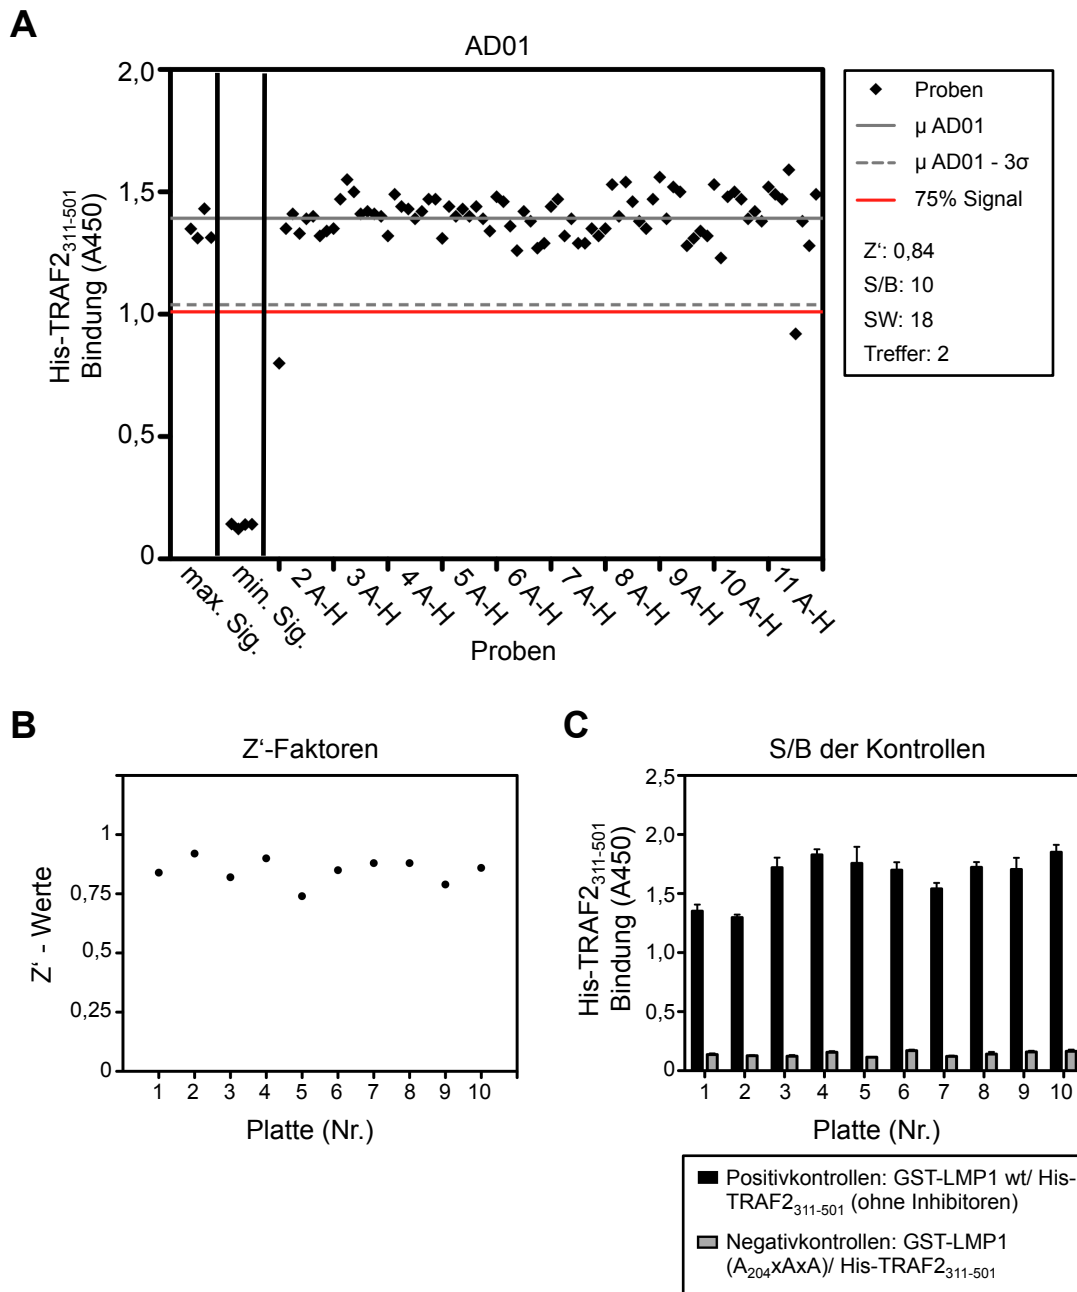 A
AD01
His-TRAF2311-501
Bindung (A450)
2,0
1,5
1,0
0,5
0
max. Sig.
min. Sig.
2 A-H
3 A-H
4 A-H
5 A-H
6 A-H
7 A-H
8 A-H
9 A-H
10 A-H
11 A-H
Proben
Proben
µ AD01
µ AD01 - 3σ
75% Signal
Z‘: 0,84
S/B: 10
SW: 18
Treffer: 2
B
Z‘-Faktoren
Z‘ - Werte
1
0,75
0,5
0,25
0
1 2 3 4 5 6 7 8 9 10
Platte (Nr.)
C
S/B der Kontrollen
His-TRAF2311-501
Bindung (A450)
2,5
2,0
1,5
1,0
0,5
0
1 2 3 4 5 6 7 8 9 10
Platte (Nr.)
Positivkontrollen: GST-LMP1 wt/ His-
TRAF2311-501 (ohne Inhibitoren)
Negativkontrollen: GST-LMP1
(A204xAxA)/ His-TRAF2311-501